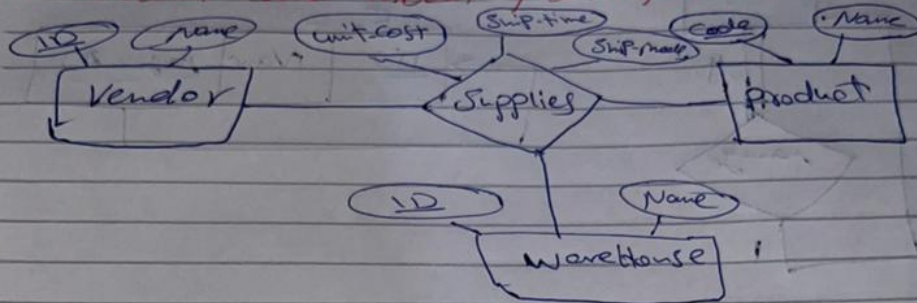 Ship-time
ID Name unit-cost Code Name
Ship-mode
Vendor Supplies Product
ID Name
WareHouse